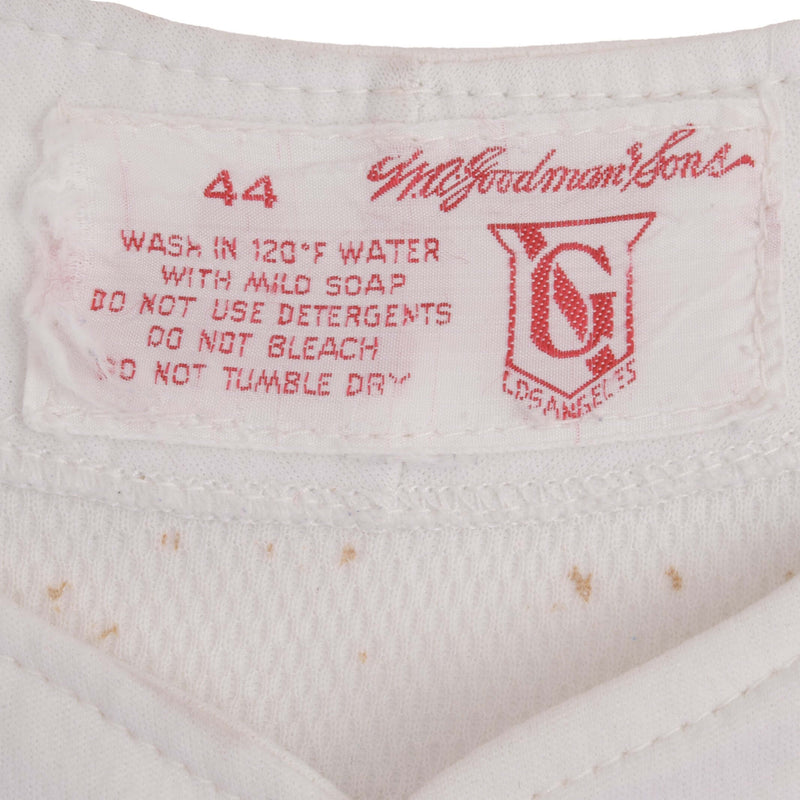 44
Wm. Goodman & Sons
WASH IN 120°F WATER
WITH MILD SOAP
DO NOT USE DETERGENTS
DO NOT BLEACH
DO NOT TUMBLE DRY
G
LOS ANGELES